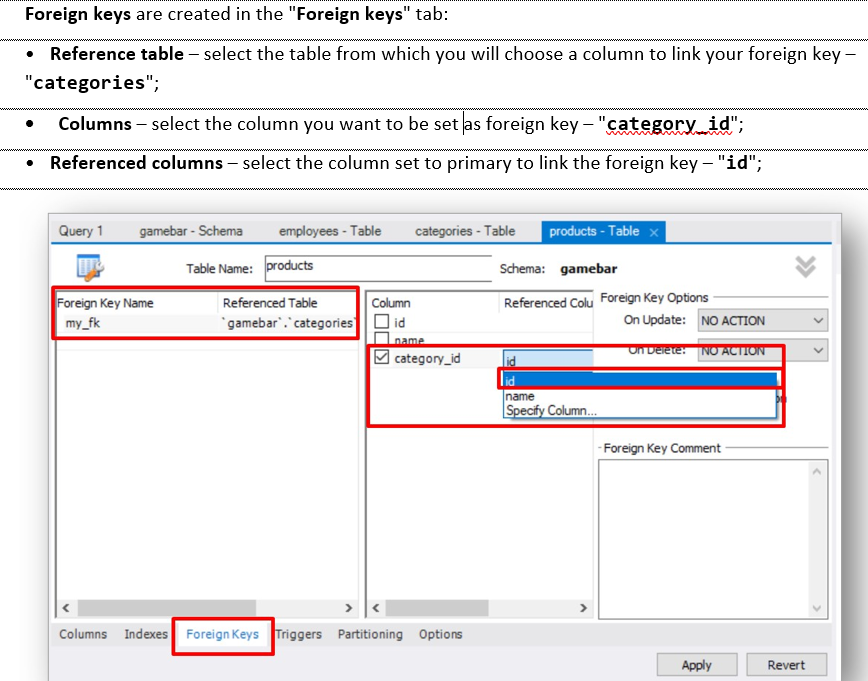 Foreign keys are created in the "Foreign keys" tab:
• Reference table – select the table from which you will choose a column to link your foreign key –
"categories";
• Columns – select the column you want to be set as foreign key – "category_id";
• Referenced columns – select the column set to primary to link the foreign key – "id";
Query 1 gamebar - Schema employees - Table categories - Table products - Table ×
Table Name: products Schema: gamebar
Foreign Key Name Referenced Table
my_fk `gamebar`.`categories`
Column Referenced Colu
id
name
category_id id
id
name
Specify Column...
Foreign Key Options
On Update: NO ACTION
On Delete: NO ACTION
Foreign Key Comment
Columns Indexes Foreign Keys Triggers Partitioning Options
Apply Revert